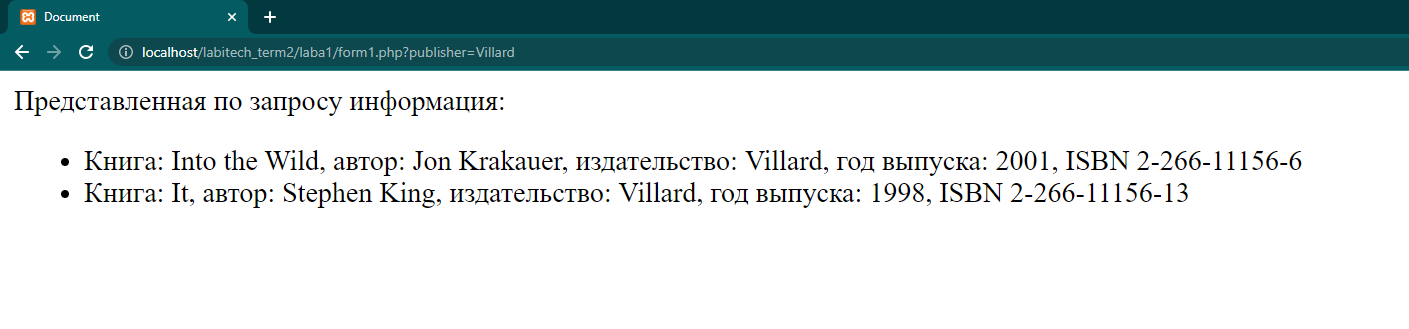 Document
localhost/labitech_term2/laba1/form1.php?publisher=Villard
Представленная по запросу информация:
Книга: Into the Wild, автор: Jon Krakauer, издательство: Villard, год выпуска: 2001, ISBN 2-266-11156-6
Книга: It, автор: Stephen King, издательство: Villard, год выпуска: 1998, ISBN 2-266-11156-13